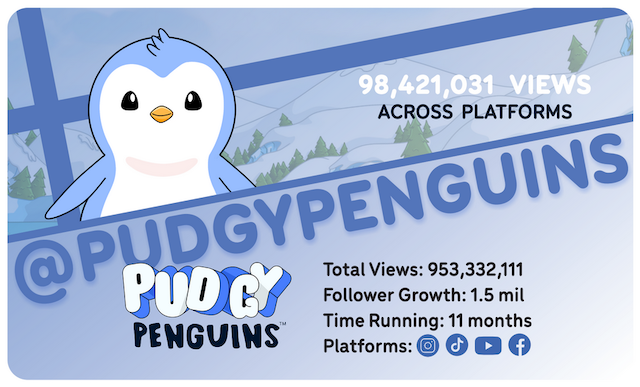 98,421,031 VIEWS
ACROSS PLATFORMS
@PUDGYPENGUINS
PUDGY
PENGUINS™
Total Views: 953,332,111
Follower Growth: 1.5 mil
Time Running: 11 months
Platforms: